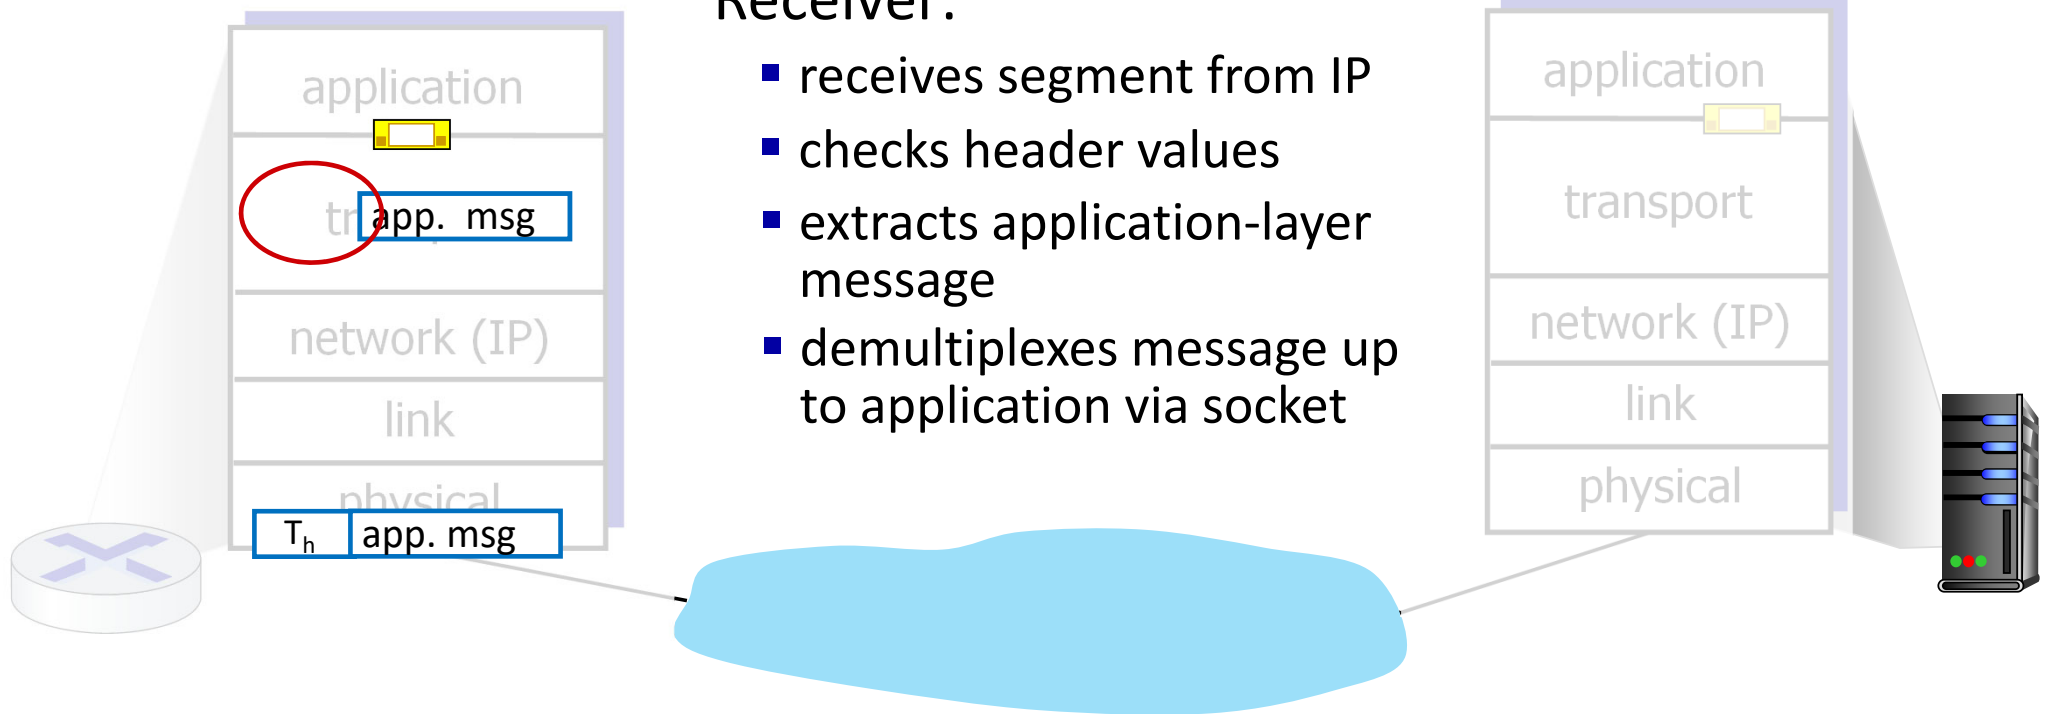 Receiver:
receives segment from IP
checks header values
extracts application-layer
message
demultiplexes message up
to application via socket
application
app. msg
network (IP)
link
physical
Th
app. msg
application
transport
network (IP)
link
physical